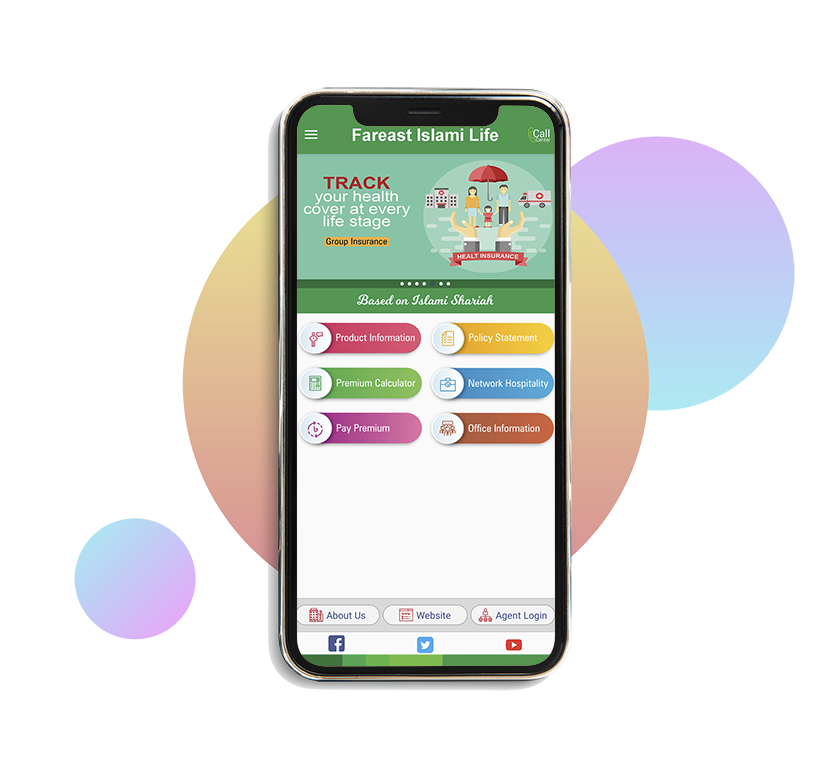 Fareast Islami Life
Call
Center
TRACK
your health
cover at every
life stage
Group Insurance
HEALT INSURANCE
Based on Islami Shariah
Product Information
Policy Statement
Premium Calculator
Network Hospitality
Pay Premium
Office Information
About Us
Website
Agent Login